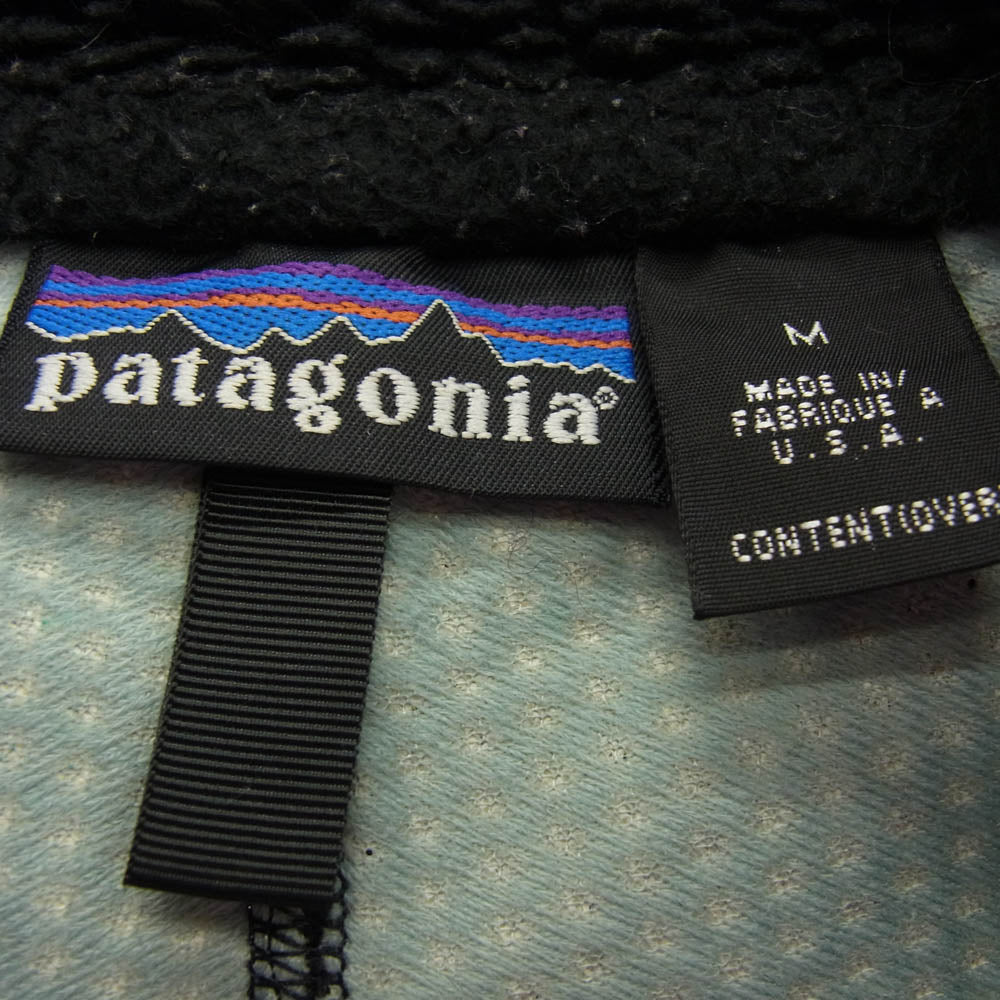 patagonia®
M
MADE IN/
FABRIQUE A
U.S.A.
CONTENT(OVER